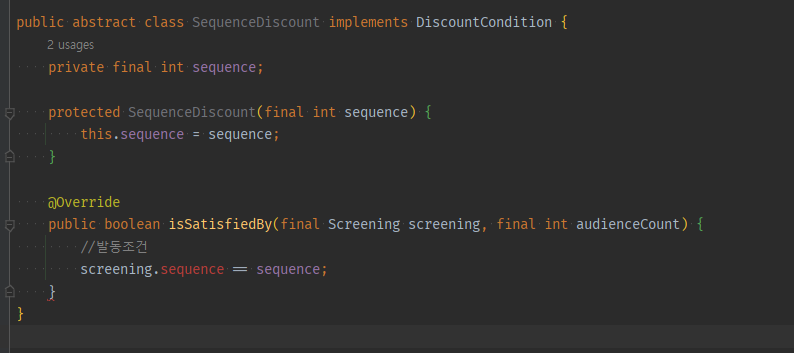 public abstract class SequenceDiscount implements DiscountCondition {
2 usages
private final int sequence;
protected SequenceDiscount(final int sequence) {
this.sequence = sequence;
}
@Override
public boolean isSatisfiedBy(final Screening screening, final int audienceCount) {
//발동조건
screening.sequence == sequence;
}
}